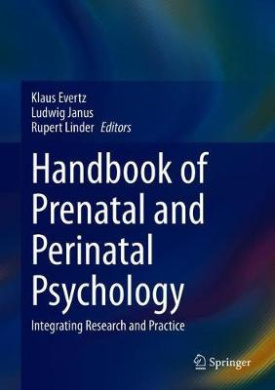 Klaus Evertz
Ludwig Janus
Rupert Linder Editors
Handbook of
Prenatal and
Perinatal
Psychology
Integrating Research and Practice
Springer